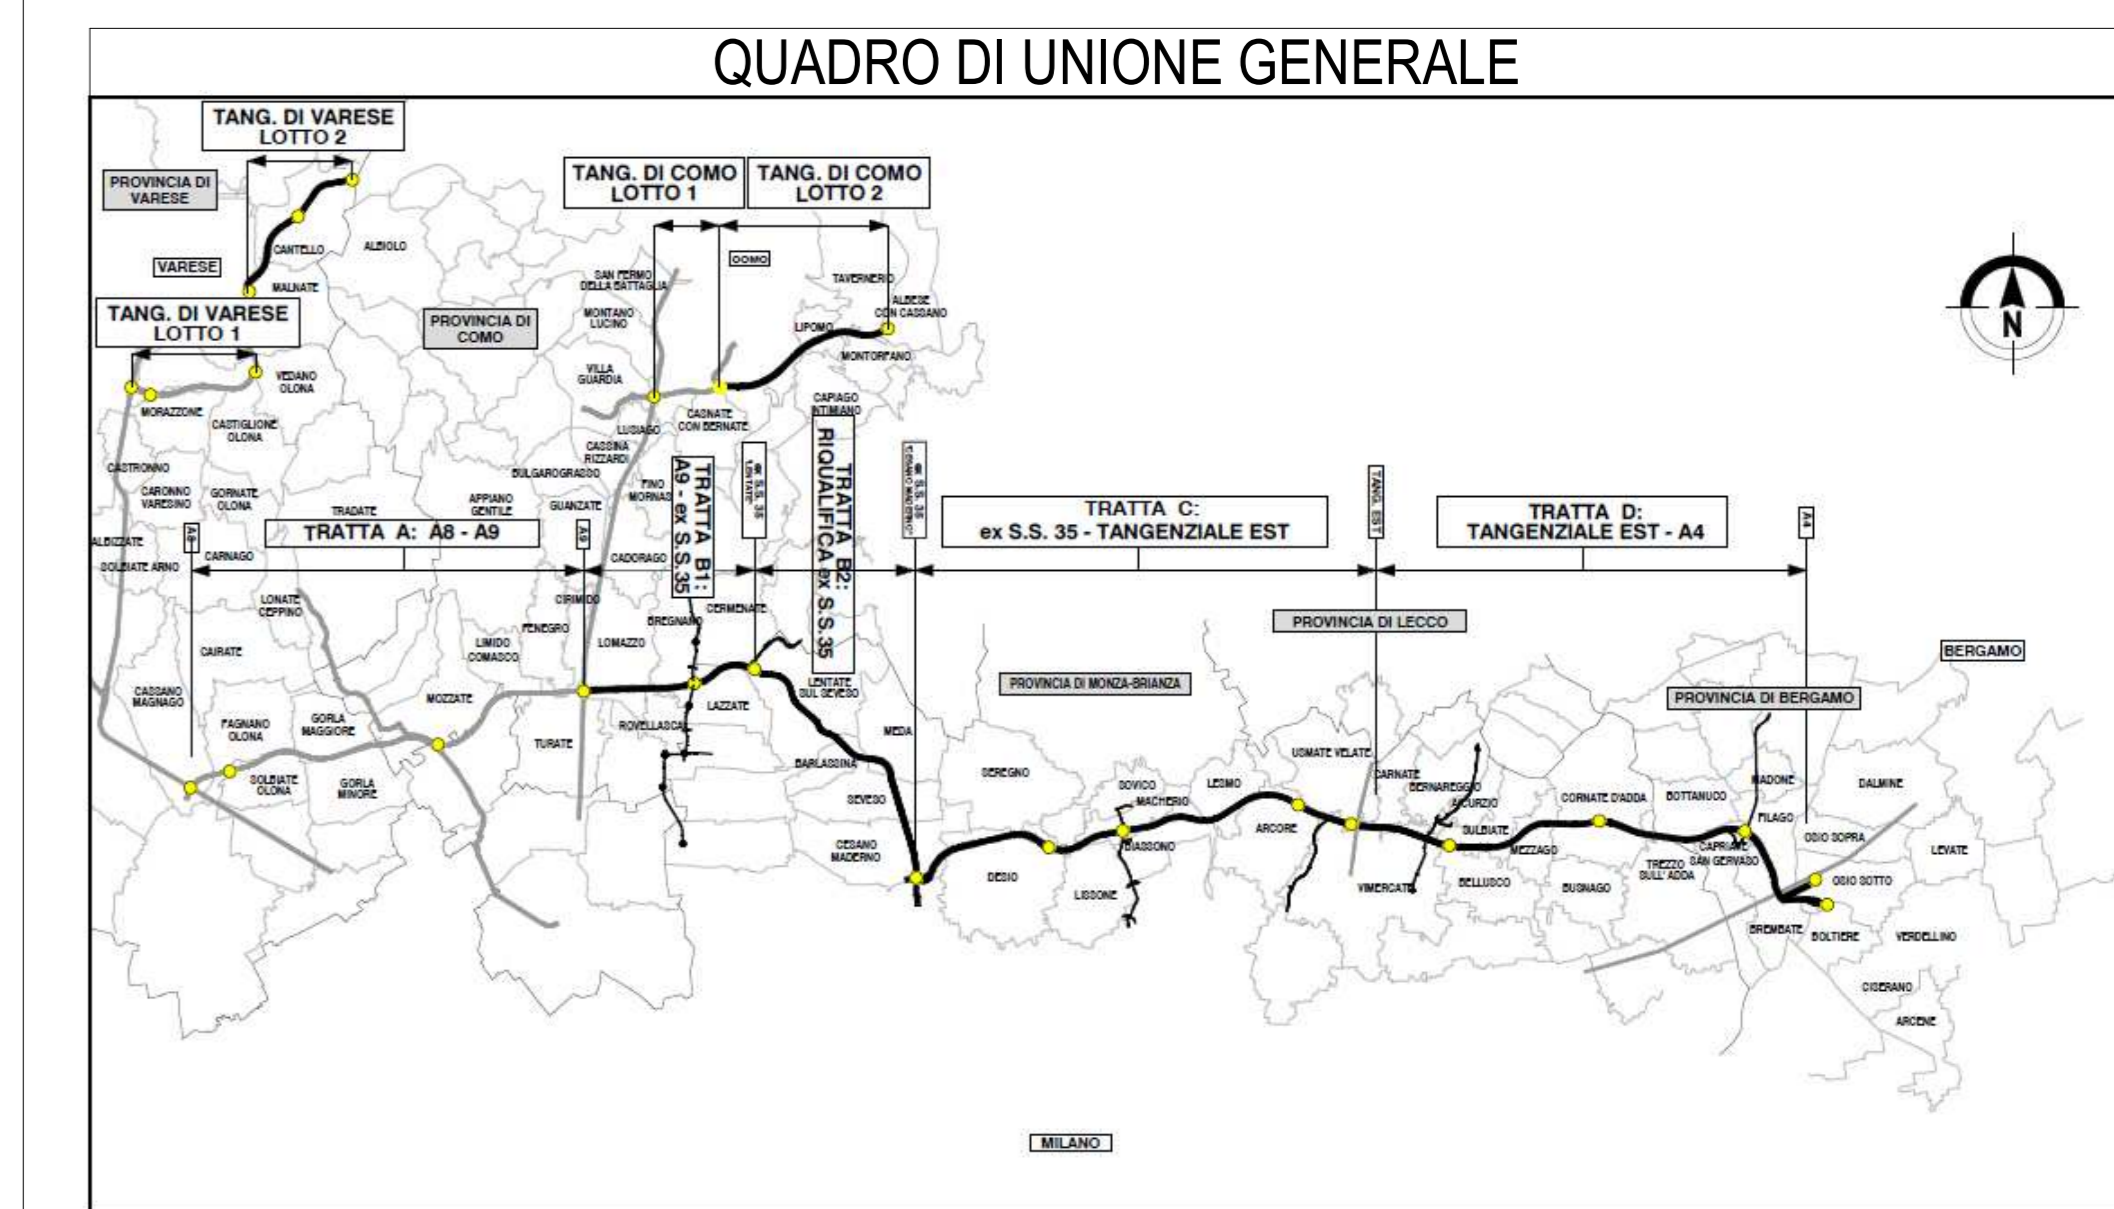 QUADRO DI UNIONE GENERALE
TANG. DI VARESE
LOTTO 2
PROVINCIA DI
VARESE
TANG. DI COMO
LOTTO 1
TANG. DI COMO
LOTTO 2
CANTELLO
ALBIOLO
VARESE
MALNATE
COMO
SAN FERMO
DELLA BATTAGLIA
TAVERNERIO
ALBESE
CON CASSANO
TANG. DI VARESE
LOTTO 1
PROVINCIA DI
COMO
MONTANO
LUCINO
LIPOMO
MONTORFANO
N
VEDANO
OLONA
VILLA
GUARDIA
MORAZZONE
CASTIGLIONE
OLONA
CAPIAGO
INTIMIANO
CASNATE
CON BERNATE
LUSIAGO
CASSINA
RIZZARDI
CASTRONNO
BULGAROGRASSO
CARONNO
VARESINO
GORNATE
OLONA
TRADATE
APPIANO
GENTILE
GUANZATE
FINO
MORNAS
TRATTA B1:
A9 - ex S.S.35
ex S.S. 35
"LENTATE"
TRATTA B2:
RIQUALIFICA ex S.S.35
ex S.S. 35
TRATTA C:
ex S.S. 35 - TANGENZIALE EST
TANG. EST
TRATTA D:
TANGENZIALE EST - A4
A4
A8
TRATTA A: A8 - A9
A9
ALBIZZATE
SOLBIATE ARNO
CARNAGO
CADORAGO
LONATE
CEPPINO
CIRIMIDO
FENEGRO
BREGNANO
CERMENATE
LIMIDO
COMASCO
LOMAZZO
PROVINCIA DI LECCO
BERGAMO
CAIRATE
CASSANO
MAGNAGO
MOZZATE
LENTATE
SUL SEVESO
PROVINCIA DI MONZA-BRIANZA
PROVINCIA DI BERGAMO
FAGNANO
OLONA
GORLA
MAGGIORE
LAZZATE
ROVELLASCA
TURATE
MEDA
USMATE VELATE
BARLASSINA
SEREGNO
SOLBIATE
OLONA
GORLA
MINORE
SEVESO
SOVICO
MACHERIO
LESMO
CARNATE
BERNAREGGIO
AICURZIO
CORNATE D'ADDA
BOTTANUCO
MADONE
DALMINE
FILAGO
ARCORE
SULBIATE
OSIO SOPRA
CESANO
MADERNO
BIASSONO
MEZZAGO
CAPRIATE
SAN GERVASO
TREZZO
SULL' ADDA
LEVATE
DESIO
LISSONE
VIMERCATE
BELLUSCO
BUSNAGO
OSIO SOTTO
BREMBATE
BOLTIERE
VERDELLINO
CISERANO
ARCENE
MILANO